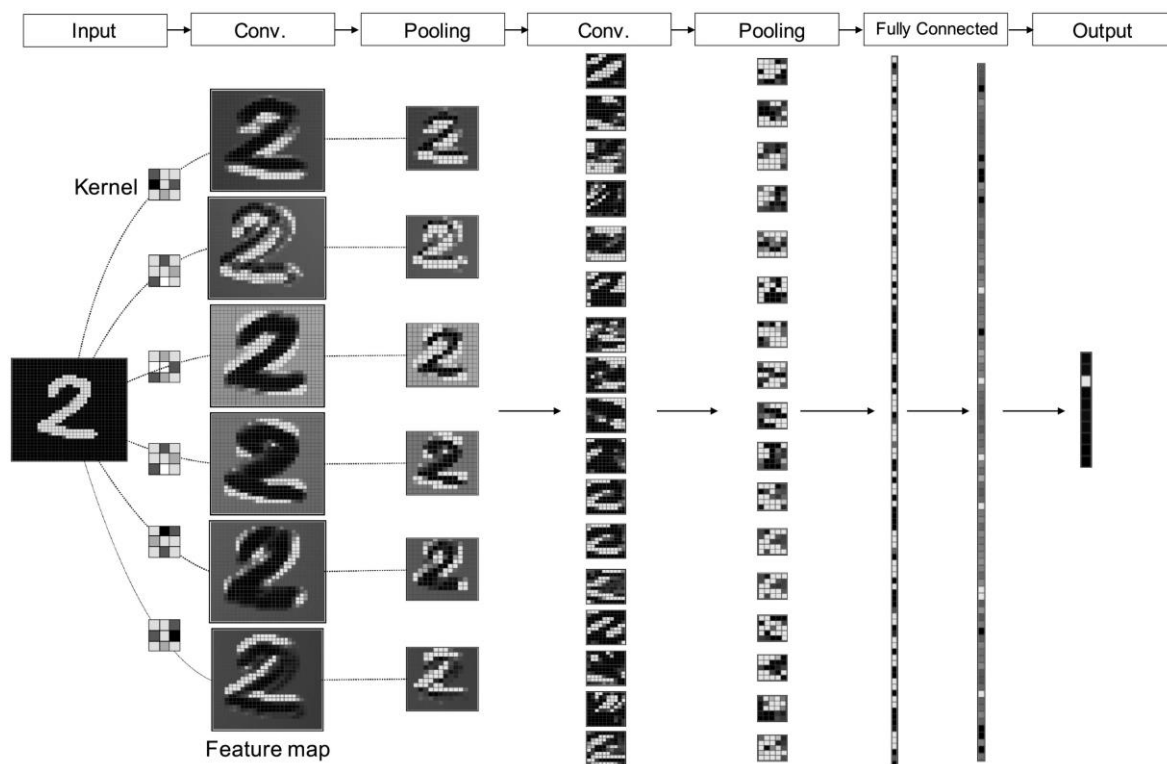 Input
Conv.
Pooling
Conv.
Pooling
Fully Connected
Output
Kernel
Feature map